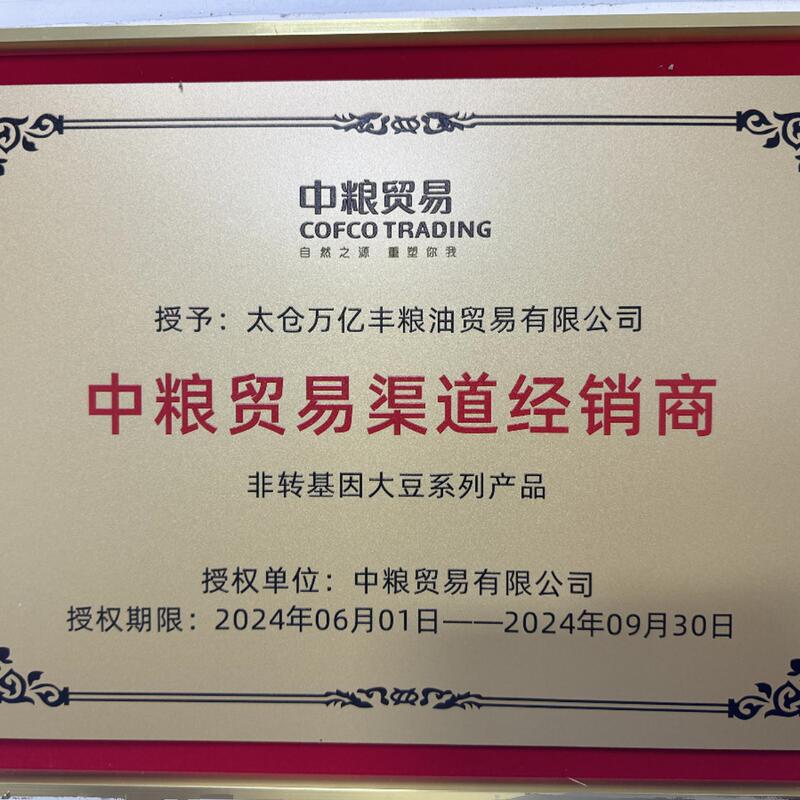 中粮贸易
COFCO TRADING
自然之源 重塑你我
授予：太仓万亿丰粮油贸易有限公司
中粮贸易渠道经销商
非转基因大豆系列产品
授权单位：中粮贸易有限公司
授权期限：2024年06月01日——2024年09月30日